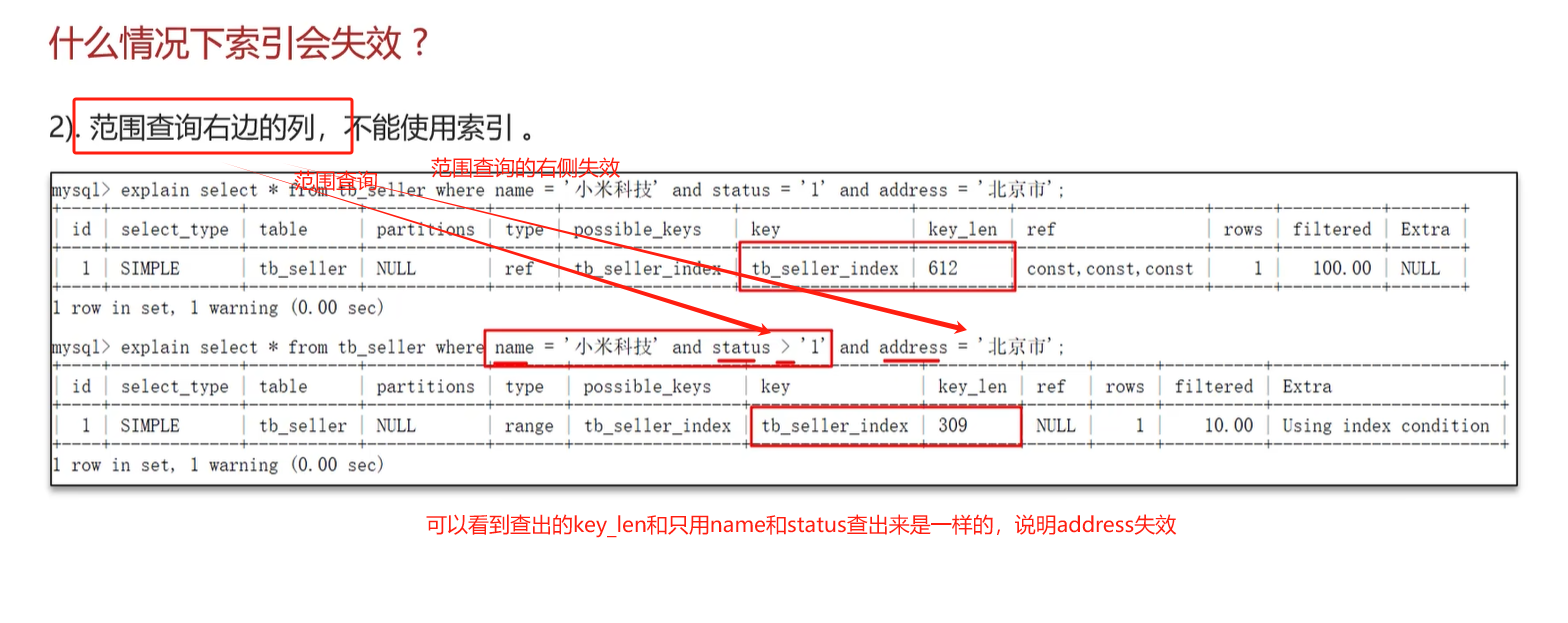 什么情况下索引会失效？
2). 范围查询右边的列，不能使用索引 。
范围查询的右侧失效
范围查询
mysql> explain select * from tb_seller where name = '小米科技' and status = '1' and address = '北京市';
| id | select_type | table | partitions | type | possible_keys | key | key_len | ref | rows | filtered | Extra |
| 1 | SIMPLE | tb_seller | NULL | ref | tb_seller_index | tb_seller_index | 612 | const,const,const | 1 | 100.00 | NULL |
1 row in set, 1 warning (0.00 sec)
mysql> explain select * from tb_seller where name = '小米科技' and status > '1' and address = '北京市';
| id | select_type | table | partitions | type | possible_keys | key | key_len | ref | rows | filtered | Extra |
| 1 | SIMPLE | tb_seller | NULL | range | tb_seller_index | tb_seller_index | 309 | NULL | 1 | 10.00 | Using index condition |
1 row in set, 1 warning (0.00 sec)
可以看到查出的key_len和只用name和status查出来是一样的，说明address失效